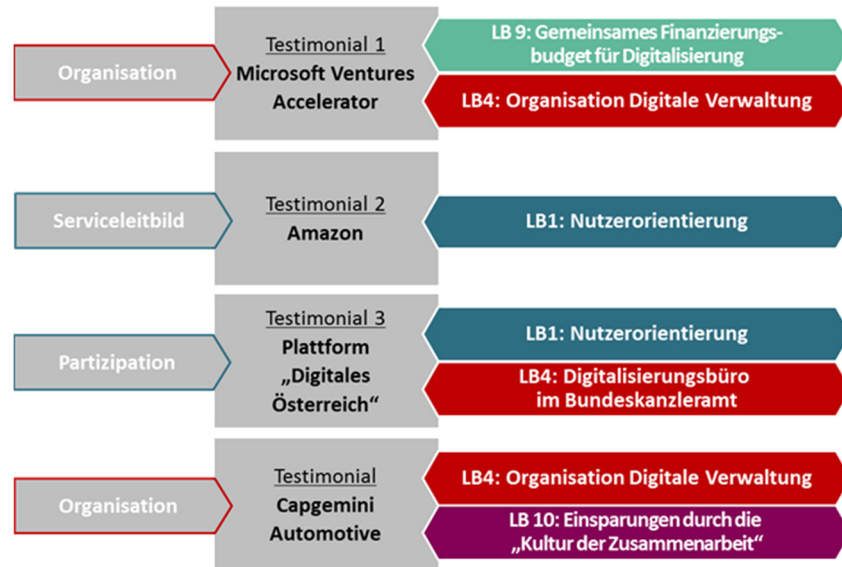 Organisation
Testimonial 1
Microsoft Ventures
Accelerator
LB 9: Gemeinsames Finanzierungs-
budget für Digitalisierung
LB4: Organisation Digitale Verwaltung
Serviceleitbild
Testimonial 2
Amazon
LB1: Nutzerorientierung
Partizipation
Testimonial 3
Plattform
„Digitales
Österreich“
LB1: Nutzerorientierung
LB4: Digitalisierungsbüro
im Bundeskanzleramt
Organisation
Testimonial
Capgemini
Automotive
LB4: Organisation Digitale Verwaltung
LB 10: Einsparungen durch die
„Kultur der Zusammenarbeit“